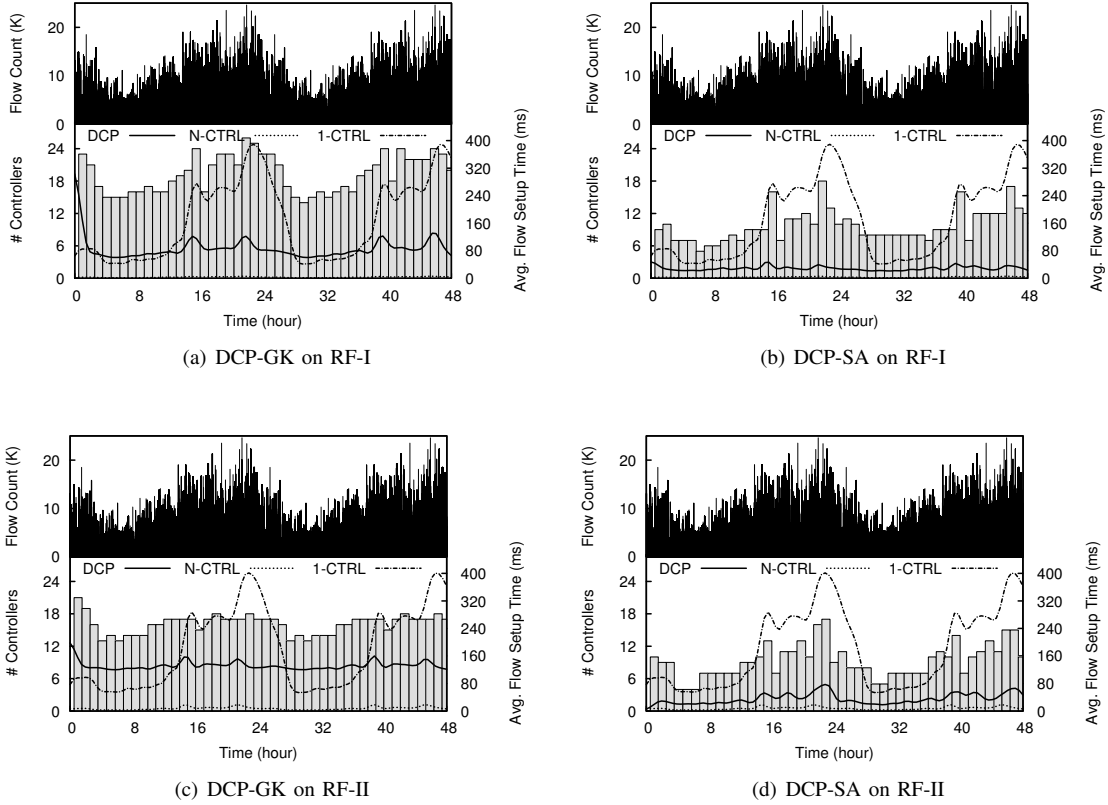 Flow Count (K)
20
10
0
DCP N-CTRL 1-CTRL
# Controllers
24
18
12
6
0
Avg. Flow Setup Time (ms)
400
320
240
160
80
0
0 8 16 24 32 40 48
Time (hour)
(a) DCP-GK on RF-I
Flow Count (K)
20
10
0
DCP N-CTRL 1-CTRL
# Controllers
24
18
12
6
0
Avg. Flow Setup Time (ms)
400
320
240
160
80
0
0 8 16 24 32 40 48
Time (hour)
(b) DCP-SA on RF-I
Flow Count (K)
20
10
0
DCP N-CTRL 1-CTRL
# Controllers
24
18
12
6
0
Avg. Flow Setup Time (ms)
400
320
240
160
80
0
0 8 16 24 32 40 48
Time (hour)
(c) DCP-GK on RF-II
Flow Count (K)
20
10
0
DCP N-CTRL 1-CTRL
# Controllers
24
18
12
6
0
Avg. Flow Setup Time (ms)
400
320
240
160
80
0
0 8 16 24 32 40 48
Time (hour)
(d) DCP-SA on RF-II